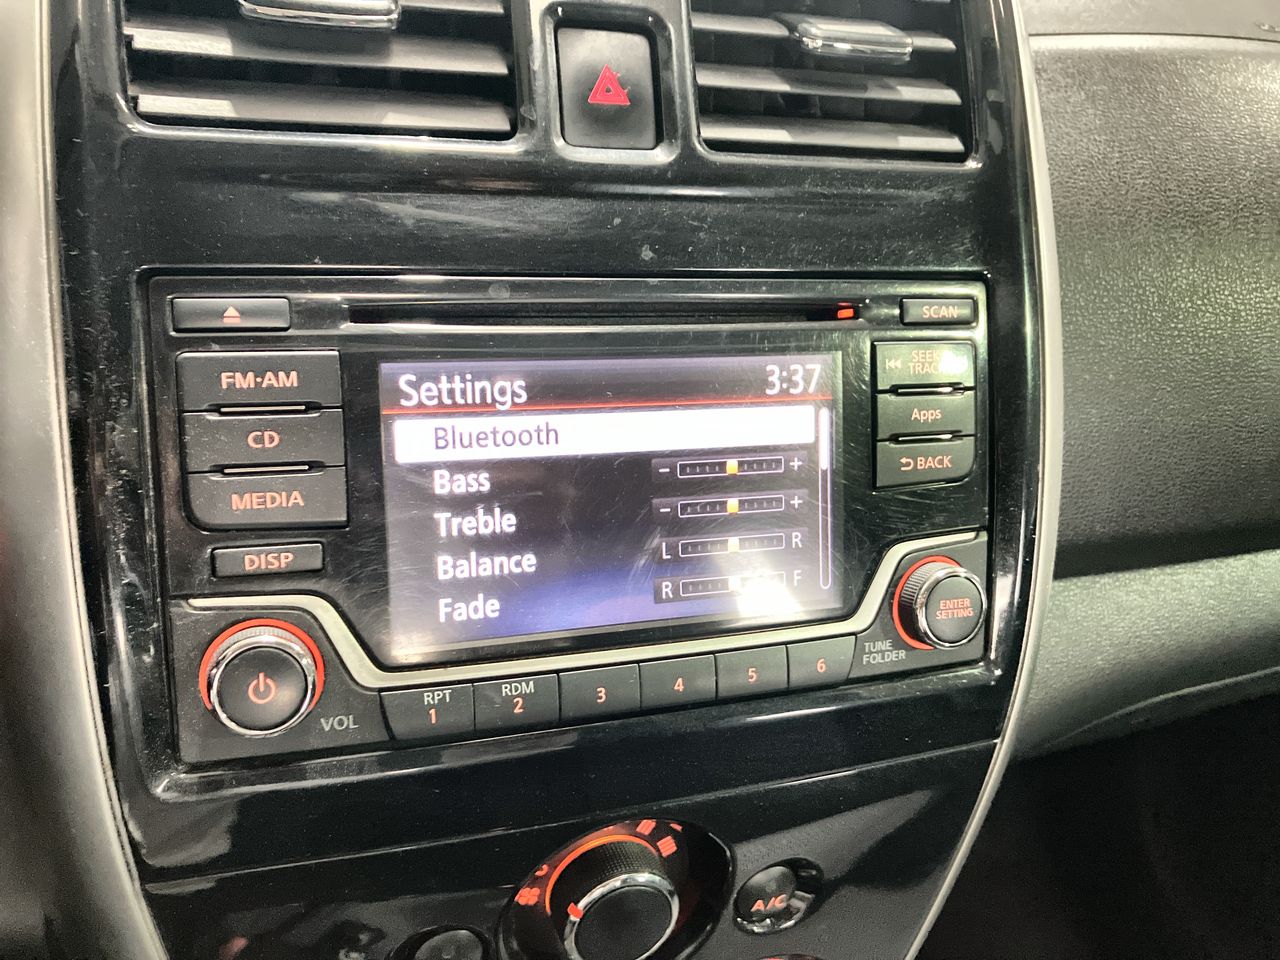 SCAN
FM·AM
CD
MEDIA
DISP
VOL
Settings 3:37
Bluetooth
Bass - +
Treble - +
Balance L R
Fade R F
SEEK
TRACK
Apps
BACK
ENTER
SETTING
TUNE
FOLDER
RPT
1
RDM
2
3
4
5
6
A/C